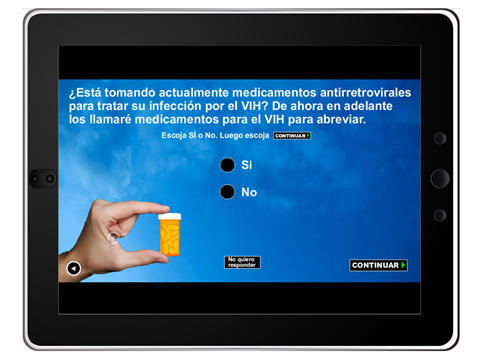 ¿Está tomando actualmente medicamentos antirretrovirales
para tratar su infección por el VIH? De ahora en adelante
los llamaré medicamentos para el VIH para abreviar.
Escoja SÍ o No. Luego escoja CONTINUAR
Si
No
No quiero
responder
CONTINUAR